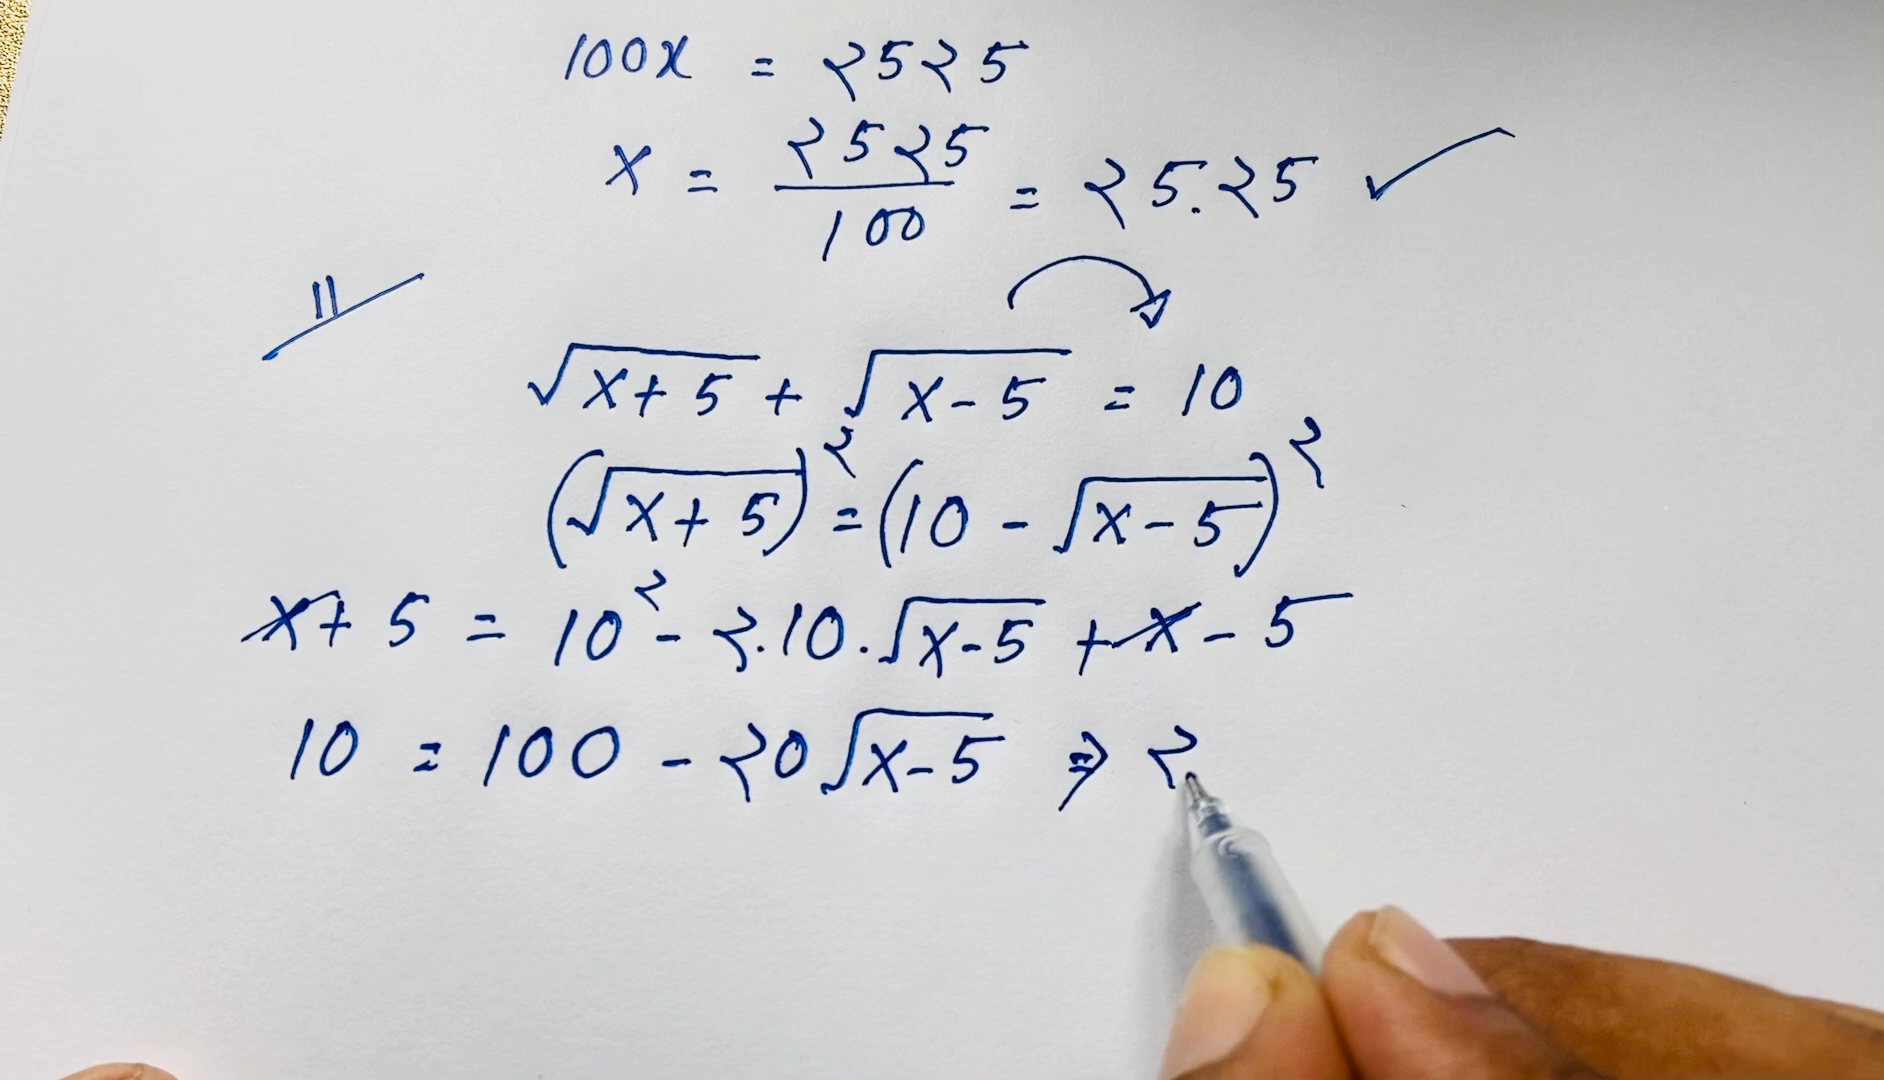 100x = 2525
x = 2525/100 = 25.25 ✓
11
√(x+5) + √(x-5) = 10
(√(x+5))² = (10 - √(x-5))²
x + 5 = 10² - 2.10.√(x-5) + x - 5
10 = 100 - 20√(x-5) ⇒ 2